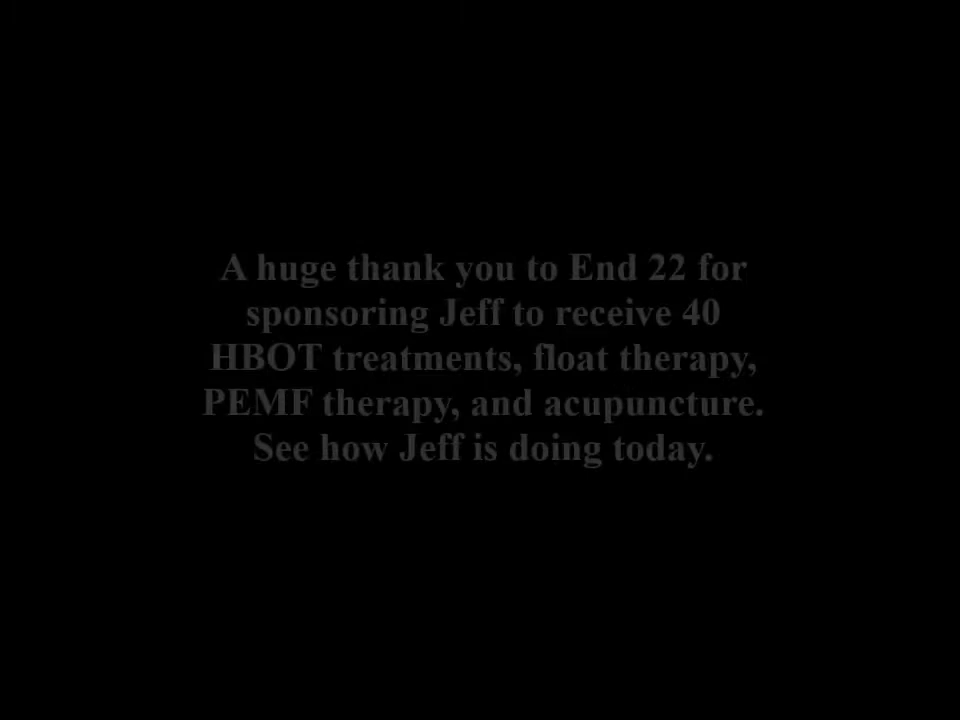 A huge thank you to End 22 for
sponsoring Jeff to receive 40
HBOT treatments, float therapy,
PEMF therapy, and acupuncture.
See how Jeff is doing today.